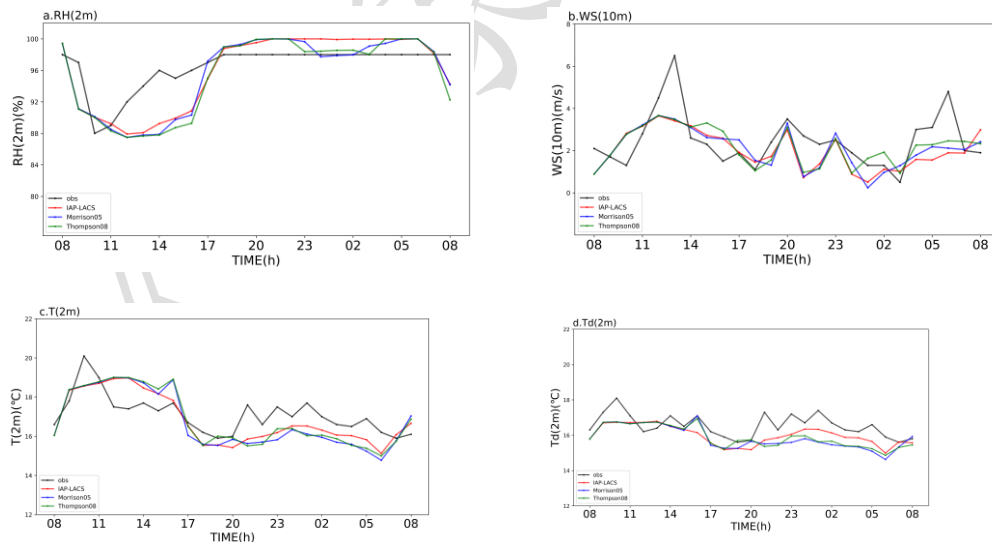 a.RH(2m)
100
96
92
88
84
80
RH(2m)(%)
obs
IAP-LACS
Morrison05
Thompson08
08 11 14 17 20 23 02 05 08
TIME(h)
b.WS(10m)
8
6
4
2
0
WS(10m)(m/s)
obs
IAP-LACS
Morrison05
Thompson08
08 11 14 17 20 23 02 05 08
TIME(h)
c.T(2m)
22
20
18
16
14
12
T(2m)(℃)
obs
IAP-LACS
Morrison05
Thompson08
08 11 14 17 20 23 02 05 08
TIME(h)
d.Td(2m)
22
20
18
16
14
12
Td(2m)(℃)
obs
IAP-LACS
Morrison05
Thompson08
08 11 14 17 20 23 02 05 08
TIME(h)